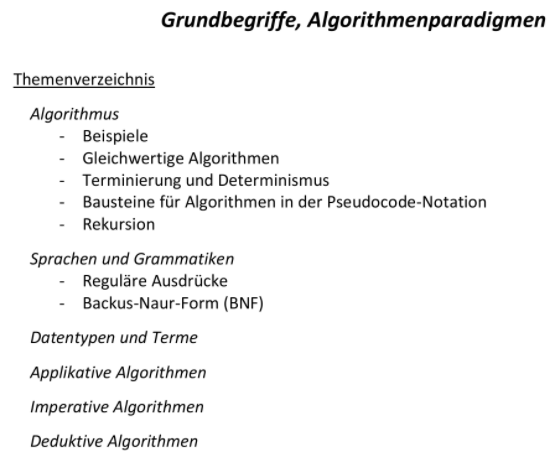 Grundbegriffe, Algorithmenparadigmen
Themenverzeichnis
Algorithmus
- Beispiele
- Gleichwertige Algorithmen
- Terminierung und Determinismus
- Bausteine für Algorithmen in der Pseudocode-Notation
- Rekursion
Sprachen und Grammatiken
- Reguläre Ausdrücke
- Backus-Naur-Form (BNF)
Datentypen und Terme
Applikative Algorithmen
Imperative Algorithmen
Deduktive Algorithmen